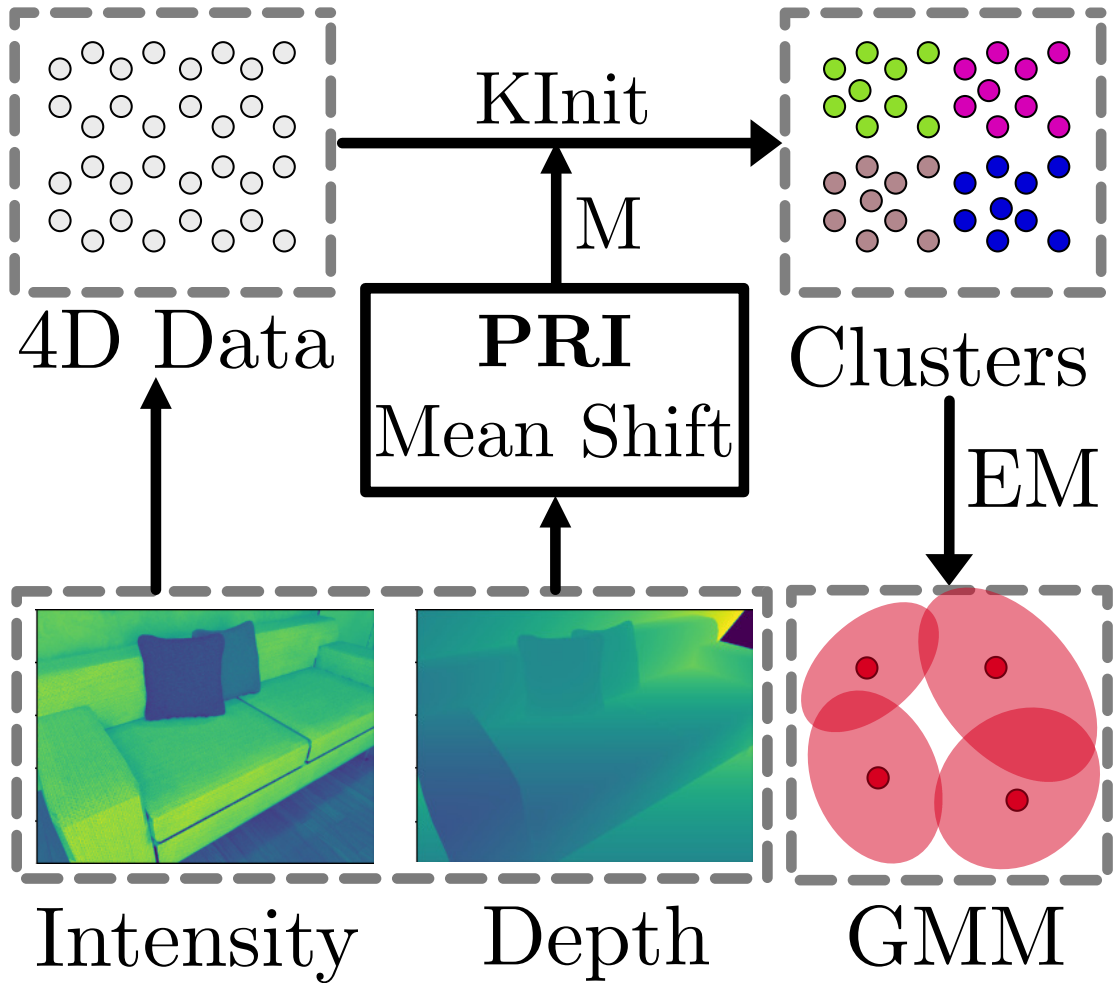 KInit
M
4D Data
PRI
Mean Shift
Clusters
EM
Intensity
Depth
GMM